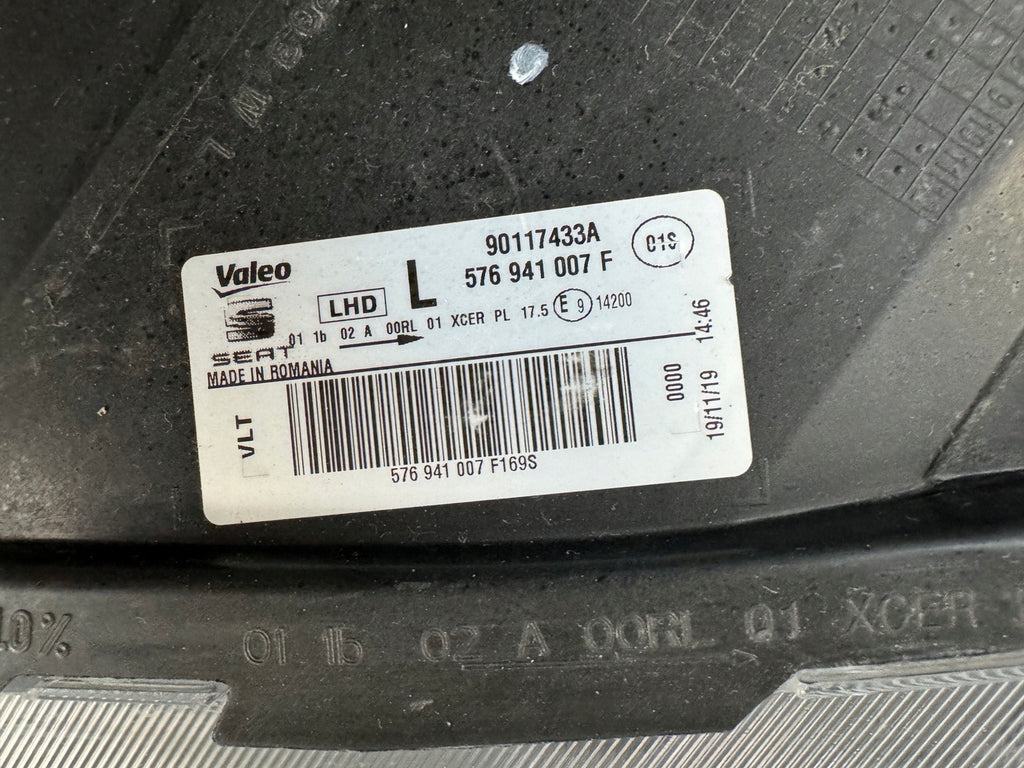 Valeo
LHD
L
90117433A
576 941 007 F
01S
SEAT
01 1b 02 A 00RL 01 XCER PL 17.5 E 9 14200
MADE IN ROMANIA
VLT
576 941 007 F169S
0000
19/11/19 14:46
10%
01 1b 02 A 00RL 01 XCER